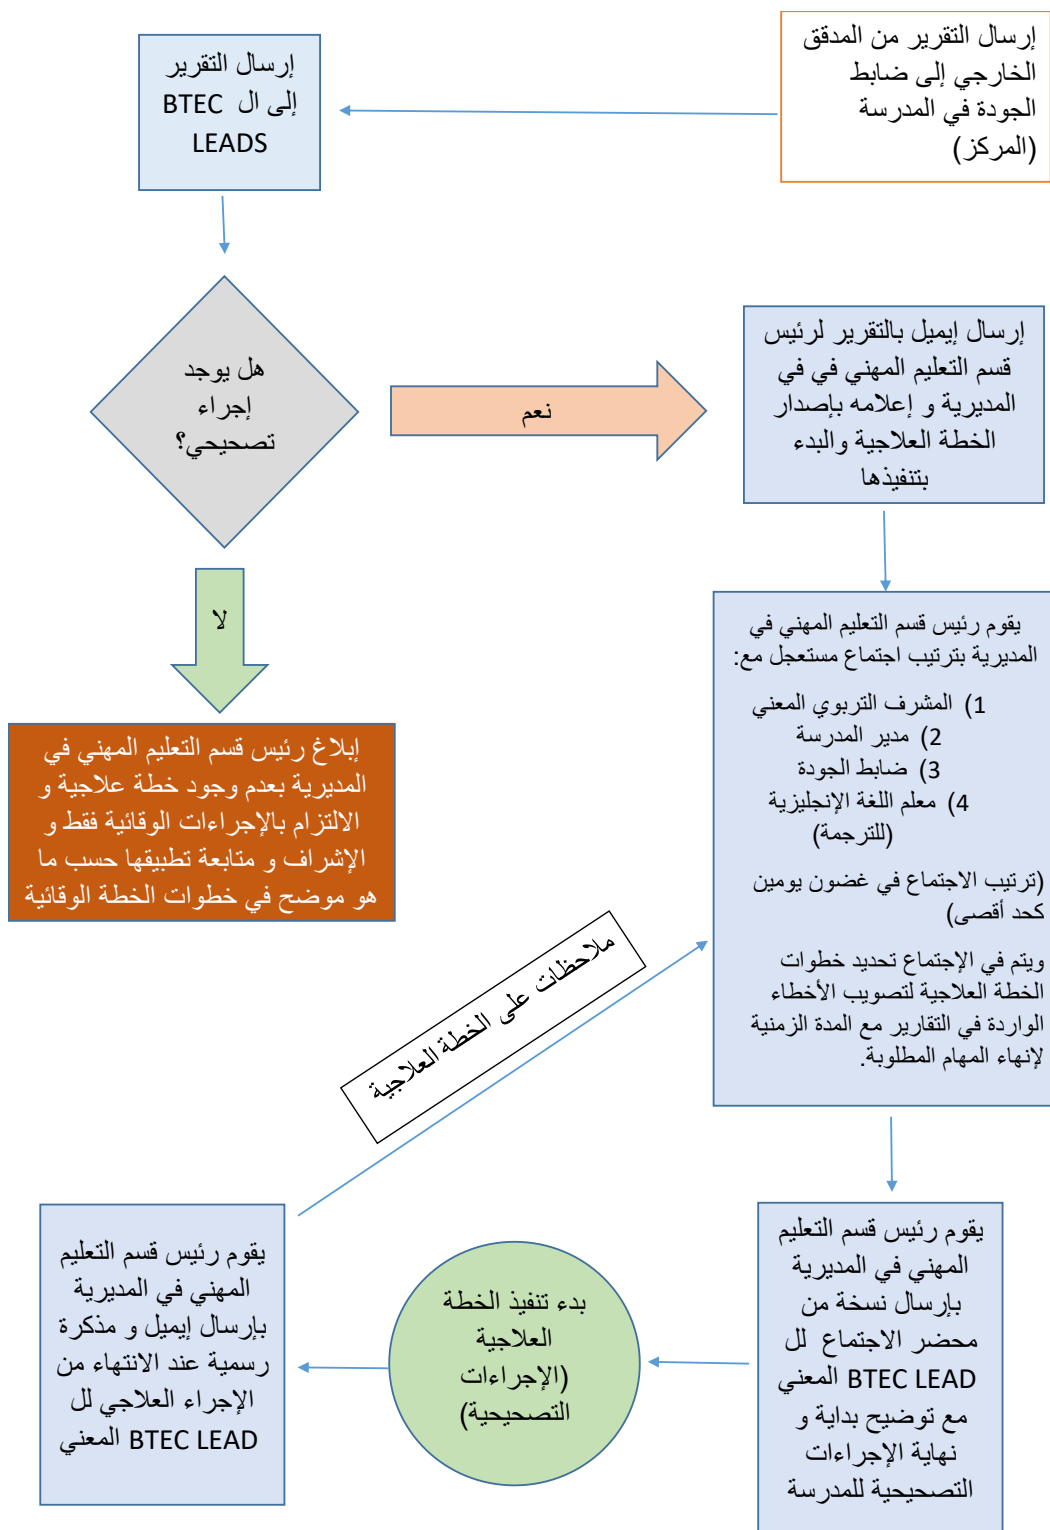 إرسال التقرير من المدقق
الخارجي إلى ضابط
الجودة في المدرسة
(المركز)
إرسال التقرير
إلى ال BTEC
LEADS
هل يوجد
إجراء
تصحيحي؟
نعم
إرسال إيميل بالتقرير لرئيس
قسم التعليم المهني في في
المديرية و إعلامه بإصدار
الخطة العلاجية والبدء
بتنفيذها
لا
إبلاغ رئيس قسم التعليم المهني في
المديرية بعدم وجود خطة علاجية و
الالتزام بالإجراءات الوقائية فقط و
الإشراف و متابعة تطبيقها حسب ما
هو موضح في خطوات الخطة الوقائية
يقوم رئيس قسم التعليم المهني في
المديرية بترتيب اجتماع مستعجل مع:
1) المشرف التربوي المعني
2) مدير المدرسة
3) ضابط الجودة
4) معلم اللغة الإنجليزية
(للترجمة)
(ترتيب الاجتماع في غضون يومين
كحد أقصى)
ويتم في الإجتماع تحديد خطوات
الخطة العلاجية لتصويب الأخطاء
الواردة في التقارير مع المدة الزمنية
لإنهاء المهام المطلوبة.
ملاحظات على الخطة العلاجية
يقوم رئيس قسم التعليم
المهني في المديرية
بإرسال نسخة من
محضر الاجتماع لل
BTEC LEAD المعني
مع توضيح بداية و
نهاية الإجراءات
التصحيحية للمدرسة
بدء تنفيذ الخطة
العلاجية
(الإجراءات
التصحيحية)
يقوم رئيس قسم التعليم
المهني في المديرية
بإرسال إيميل و مذكرة
رسمية عند الانتهاء من
الإجراء العلاجي لل
BTEC LEAD المعني